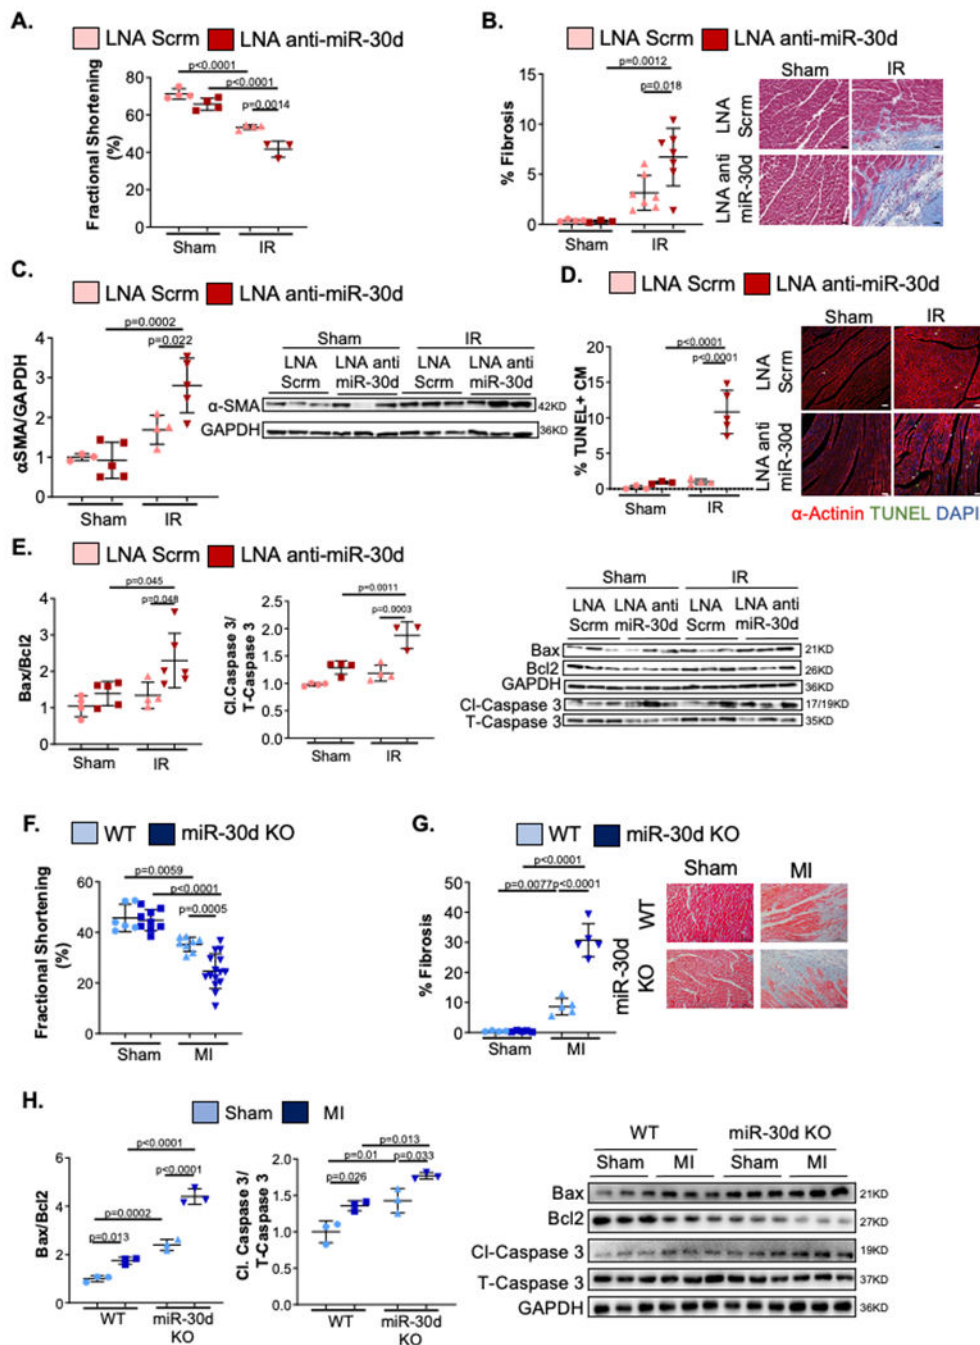 A.
LNA Scrm LNA anti-miR-30d
p<0.0001
p<0.0001
p=0.0014
Fractional Shortening
(%)
80
60
40
20
0
Sham IR
B.
LNA Scrm LNA anti-miR-30d
p=0.0012
p=0.018
% Fibrosis
10
5
0
Sham IR
Sham IR
LNA
Scrm
LNA anti
miR-30d
C.
LNA Scrm LNA anti-miR-30d
p=0.0002
p=0.022
αSMA/GAPDH
4
3
2
1
0
Sham IR
Sham IR
LNA LNA anti LNA LNA anti
Scrm miR-30d Scrm miR-30d
α-SMA 42KD
GAPDH 36KD
D.
LNA Scrm LNA anti-miR-30d
p<0.0001
p<0.0001
% TUNEL+ CM
20
15
10
5
0
Sham IR
Sham IR
LNA
Scrm
LNA anti
miR-30d
α-Actinin TUNEL DAPI
E.
LNA Scrm LNA anti-miR-30d
p=0.045
p=0.048
Bax/Bcl2
4
3
2
1
0
Sham IR
p=0.0011
p=0.0003
Cl.Caspase 3/
T-Caspase 3
2.5
2.0
1.5
1.0
0.5
0.0
Sham IR
Sham IR
LNA LNA anti LNA LNA anti
Scrm miR-30d Scrm miR-30d
Bax 21KD
Bcl2 26KD
GAPDH 36KD
Cl-Caspase 3 17/19KD
T-Caspase 3 35KD
F.
WT miR-30d KO
p=0.0059
p<0.0001
p=0.0005
Fractional Shortening
(%)
60
40
20
0
Sham MI
G.
WT miR-30d KO
p<0.0001
p=0.0077 p<0.0001
% Fibrosis
50
40
30
20
10
0
Sham MI
Sham MI
WT
miR-30d
KO
H.
Sham MI
p<0.0001
p<0.0001
p=0.0002
p=0.013
Bax/Bcl2
6
4
2
0
WT miR-30d
KO
p=0.013
p=0.01 p=0.033
p=0.026
Cl. Caspase 3/
T-Caspase 3
2.0
1.5
1.0
0.5
0.0
WT miR-30d
KO
WT miR-30d KO
Sham MI Sham MI
Bax 21KD
Bcl2 27KD
Cl-Caspase 3 19KD
T-Caspase 3 37KD
GAPDH 36KD